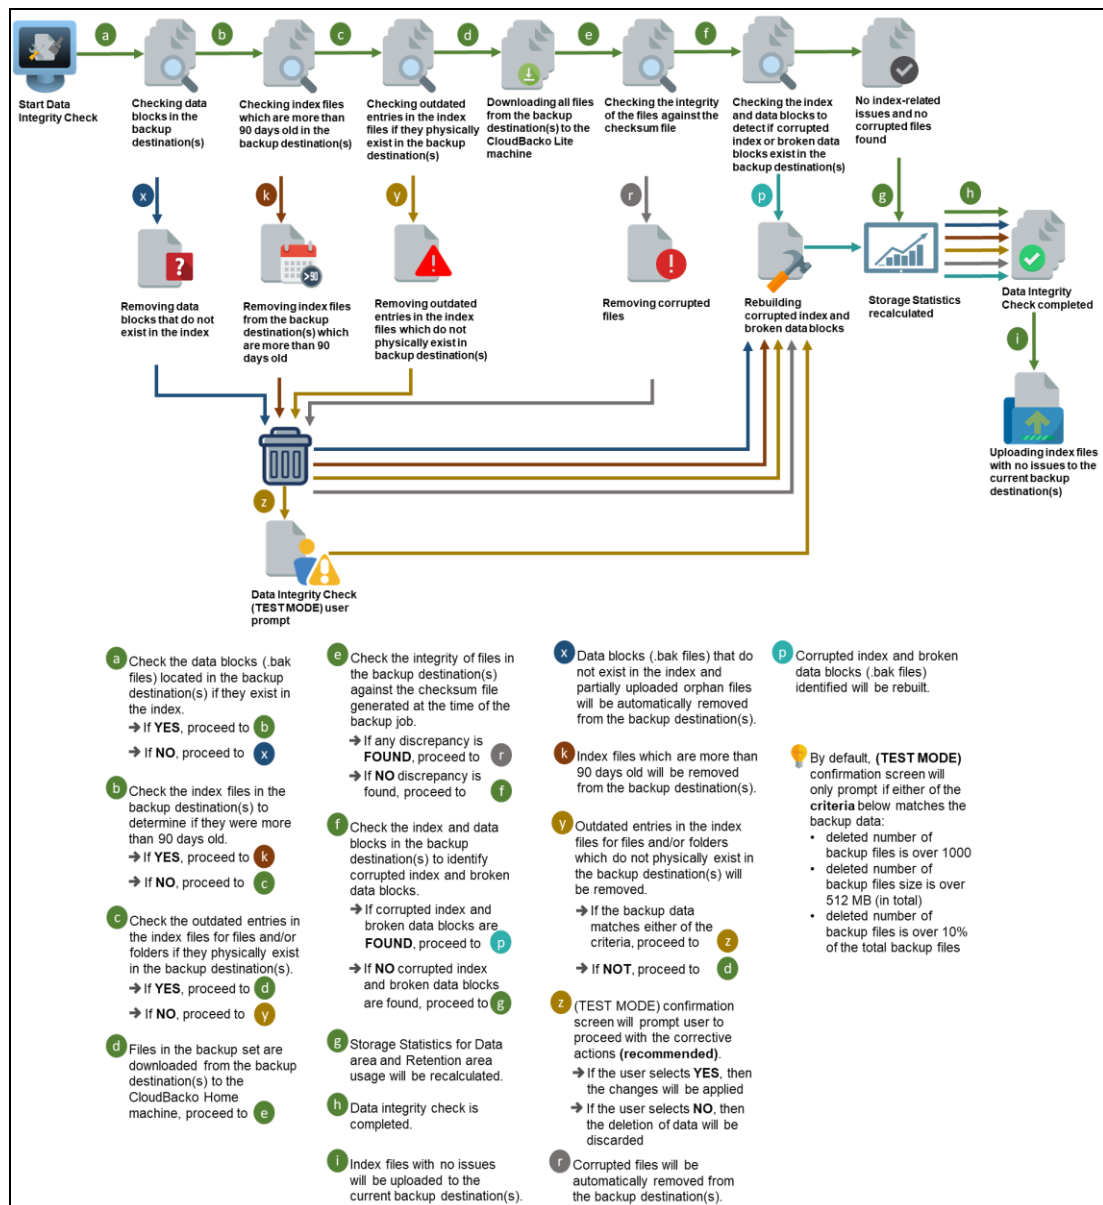 a
b
c
d
e
f
Start Data
Integrity Check
Checking data
blocks in the
backup
destination(s)
Checking index files
which are more than
90 days old in the
backup destination(s)
Checking outdated
entries in the index
files if they physically
exist in the backup
destination(s)
Downloading all files
from the backup
destination(s) to the
CloudBacko Lite
machine
Checking the integrity
of the files against the
checksum file
Checking the index
and data blocks to
detect if corrupted
index or broken data
blocks exist in the
backup destination(s)
No index-related
issues and no
corrupted files
found
x
k
y
r
p
g
h
?
>90
!
!
Removing data
blocks that do not
exist in the index
Removing index files
from the backup
destination(s) which
are more than 90
days old
Removing outdated
entries in the index
files which do not
physically exist in
backup destination(s)
Removing corrupted
files
Rebuilding
corrupted index and
broken data blocks
Storage Statistics
recalculated
Data Integrity
Check completed
i
Uploading index files
with no issues to the
current backup
destination(s)
z
!
Data Integrity Check
(TEST MODE) user
prompt
a Check the data blocks (.bak
files) located in the backup
destination(s) if they exist in
the index.
➔ If YES, proceed to b
➔ If NO, proceed to x
b Check the index files in the
backup destination(s) to
determine if they were more
than 90 days old.
➔ If YES, proceed to k
➔ If NO, proceed to c
c Check the outdated entries in
the index files for files and/or
folders if they physically exist
in the backup destination(s).
➔ If YES, proceed to d
➔ If NO, proceed to y
d Files in the backup set are
downloaded from the backup
destination(s) to the
CloudBacko Home
machine, proceed to e
e Check the integrity of files in
the backup destination(s)
against the checksum file
generated at the time of the
backup job.
➔ If any discrepancy is
FOUND, proceed to r
➔ If NO discrepancy is
found, proceed to f
f Check the index and data
blocks in the backup
destination(s) to identify
corrupted index and broken
data blocks.
➔ If corrupted index and
broken data blocks are
FOUND, proceed to p
➔ If NO corrupted index
and broken data blocks
are found, proceed to g
g Storage Statistics for Data
area and Retention area
usage will be recalculated.
h Data integrity check is
completed.
i Index files with no issues
will be uploaded to the
current backup destination(s).
x Data blocks (.bak files) that do
not exist in the index and
partially uploaded orphan files
will be automatically removed
from the backup destination(s).
k Index files which are more than
90 days old will be removed
from the backup destination(s).
y Outdated entries in the index
files for files and/or folders
which do not physically exist in
the backup destination(s) will
be removed.
➔ If the backup data
matches either of the
criteria, proceed to z
➔ If NOT, proceed to d
z (TEST MODE) confirmation
screen will prompt user to
proceed with the corrective
actions (recommended).
➔ If the user selects YES, then
the changes will be applied
➔ If the user selects NO, then
the deletion of data will be
discarded
r Corrupted files will be
automatically removed from
the backup destination(s).
p Corrupted index and broken
data blocks (.bak files)
identified will be rebuilt.
By default, (TEST MODE)
confirmation screen will
only prompt if either of the
criteria below matches the
backup data:
• deleted number of
backup files is over 1000
• deleted number of
backup files size is over
512 MB (in total)
• deleted number of
backup files is over 10%
of the total backup files